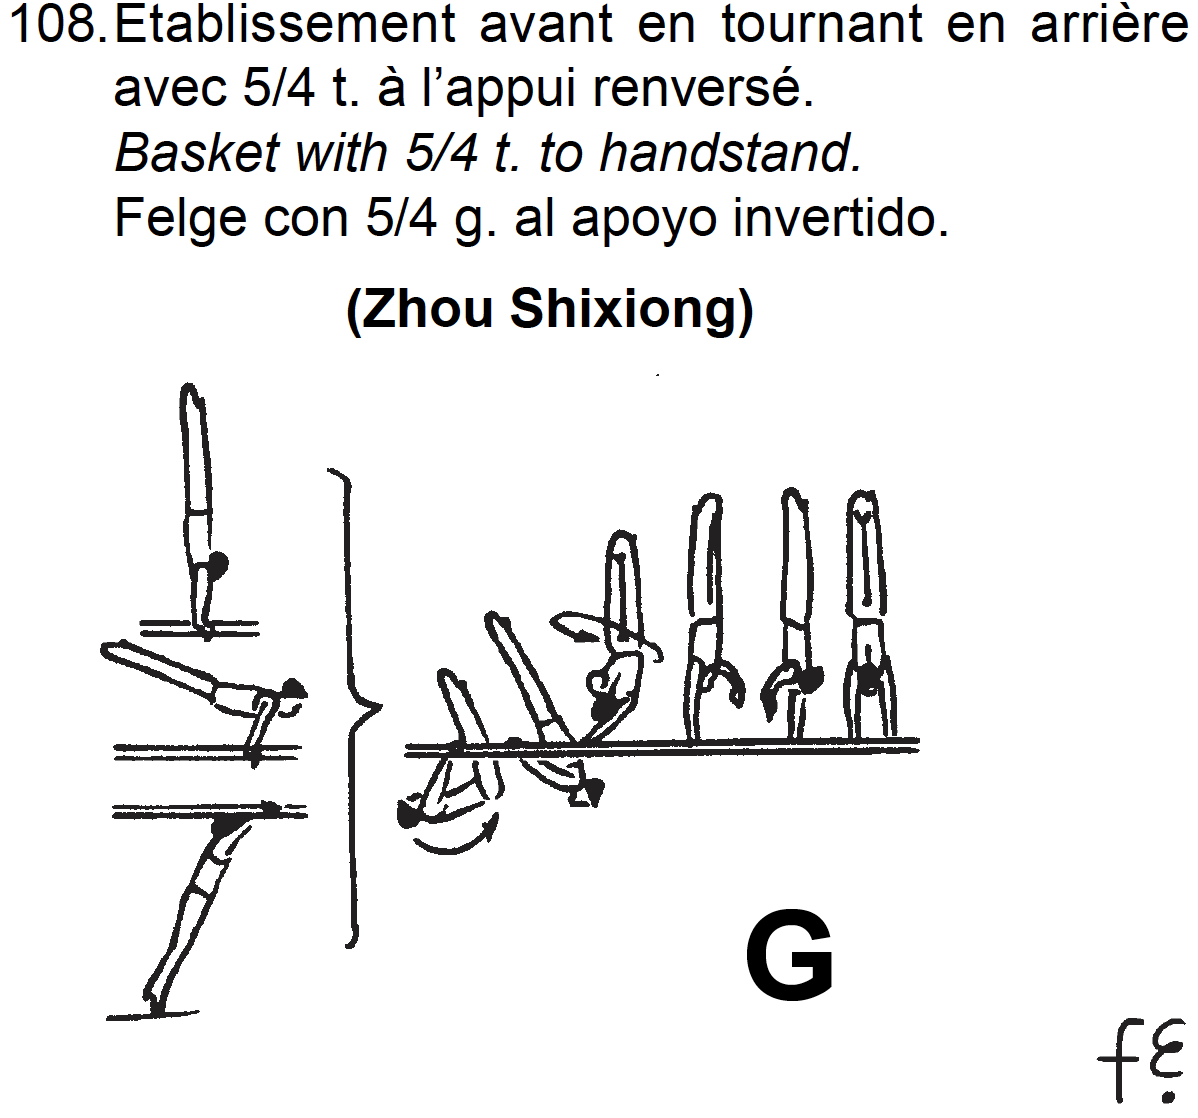 108. Etablissement avant en tournant en arrière
avec 5/4 t. à l’appui renversé.
Basket with 5/4 t. to handstand.
Felge con 5/4 g. al apoyo invertido.
(Zhou Shixiong)
G